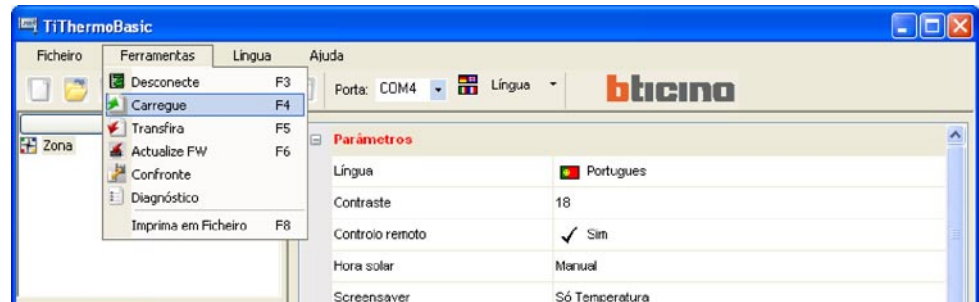 TiThermoBasic
Ficheiro Ferramentas Língua Ajuda
Porta: COM4 Língua bticino
Desconecte F3
Carregue F4
Transfira F5
Actualize FW F6
Confronte
Diagnóstico
Imprima em Ficheiro F8
Zona
Parámetros
Língua Portugues
Contraste 18
Controlo remoto Sim
Hora solar Manual
Screensaver Só Temperatura